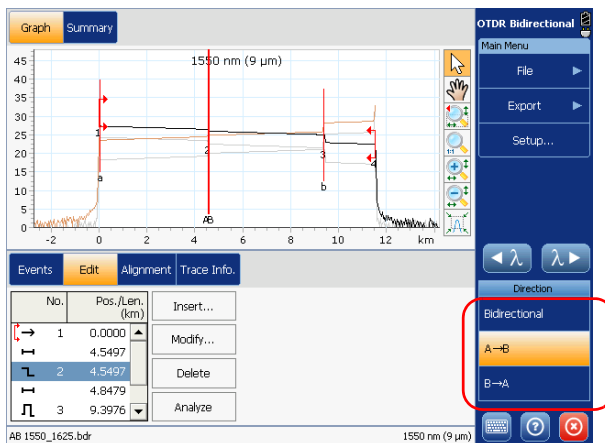 Graph Summary
OTDR Bidirectional
Main Menu
File
Export
Setup...
1550 nm (9 µm)
45
40
35
30
25
20
15
10
5
0
1
2
3
4
a
b
AB
-2 0 2 4 6 8 10 12 km
1:1
λ λ
Direction
Bidirectional
A→B
B→A
Events Edit Alignment Trace Info.
No. Pos./Len.
(km)
1 0.0000
4.5497
2 4.5497
4.8479
3 9.3976
Insert...
Modify...
Delete
Analyze
AB 1550_1625.bdr
1550 nm (9 µm)